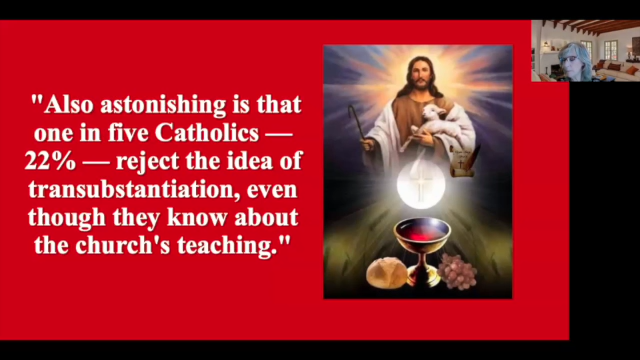 "Also astonishing is that
one in five Catholics —
22% — reject the idea of
transubstantiation, even
though they know about
the church's teaching."